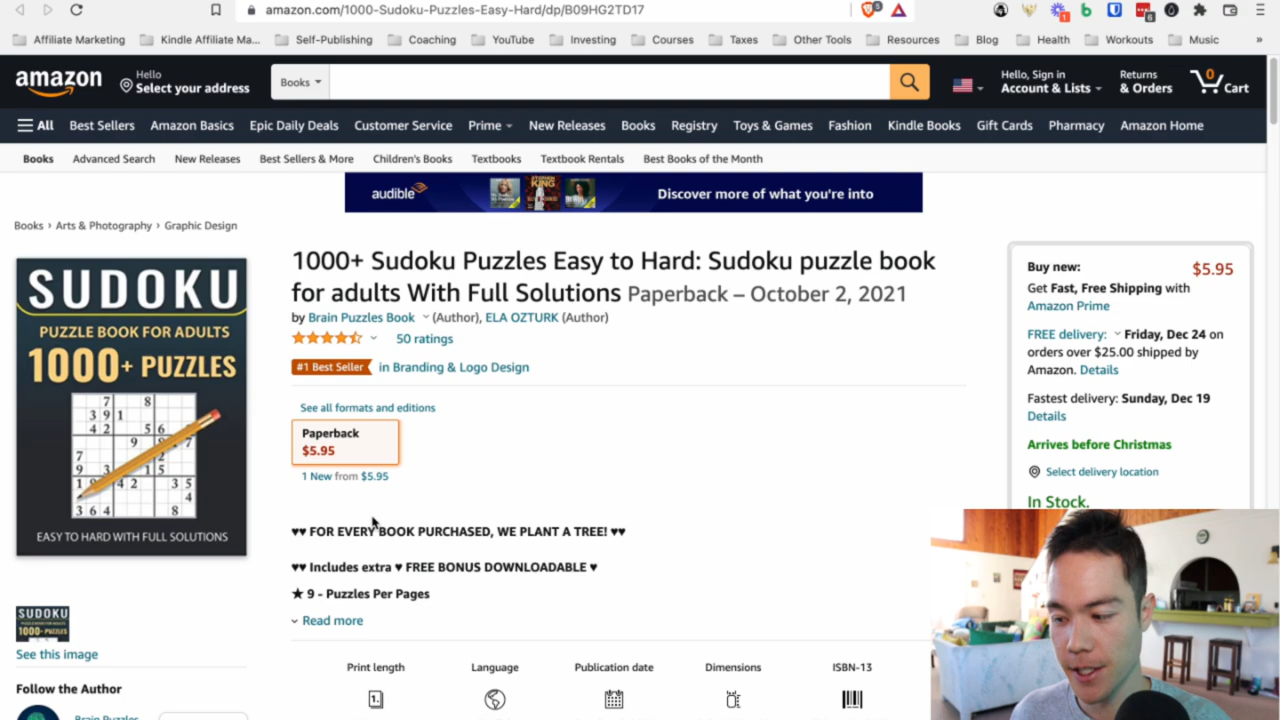 amazon.com/1000-Sudoku-Puzzles-Easy-Hard/dp/B09HG2TD17
5
1
6
Affiliate Marketing
Kindle Affiliate Ma...
Self-Publishing
Coaching
YouTube
Investing
Courses
Taxes
Other Tools
Resources
Blog
Health
Workouts
Music
»
amazon
Hello
Select your address
Books
Hello, Sign in
Account & Lists
Returns
& Orders
0
Cart
All
Best Sellers
Amazon Basics
Epic Daily Deals
Customer Service
Prime
New Releases
Books
Registry
Toys & Games
Fashion
Kindle Books
Gift Cards
Pharmacy
Amazon Home
Books
Advanced Search
New Releases
Best Sellers & More
Children's Books
Textbooks
Textbook Rentals
Best Books of the Month
audible
STEPHEN
KING
Discover more of what you're into
Books › Arts & Photography › Graphic Design
SUDOKU
PUZZLE BOOK FOR ADULTS
1000+ PUZZLES
EASY TO HARD WITH FULL SOLUTIONS
SUDOKU
1000+ PUZZLES
See this image
Follow the Author
Brain Puzzles
1000+ Sudoku Puzzles Easy to Hard: Sudoku puzzle book
for adults With Full Solutions Paperback – October 2, 2021
by Brain Puzzles Book (Author), ELA OZTURK (Author)
50 ratings
#1 Best Seller in Branding & Logo Design
See all formats and editions
Paperback
$5.95
1 New from $5.95
♥♥ FOR EVERY BOOK PURCHASED, WE PLANT A TREE! ♥♥
♥♥ Includes extra ♥ FREE BONUS DOWNLOADABLE ♥
★ 9 - Puzzles Per Pages
Read more
Print length
Language
Publication date
Dimensions
ISBN-13
Buy new:
$5.95
Get Fast, Free Shipping with
Amazon Prime
FREE delivery: Friday, Dec 24 on
orders over $25.00 shipped by
Amazon. Details
Fastest delivery: Sunday, Dec 19
Details
Arrives before Christmas
Select delivery location
In Stock.